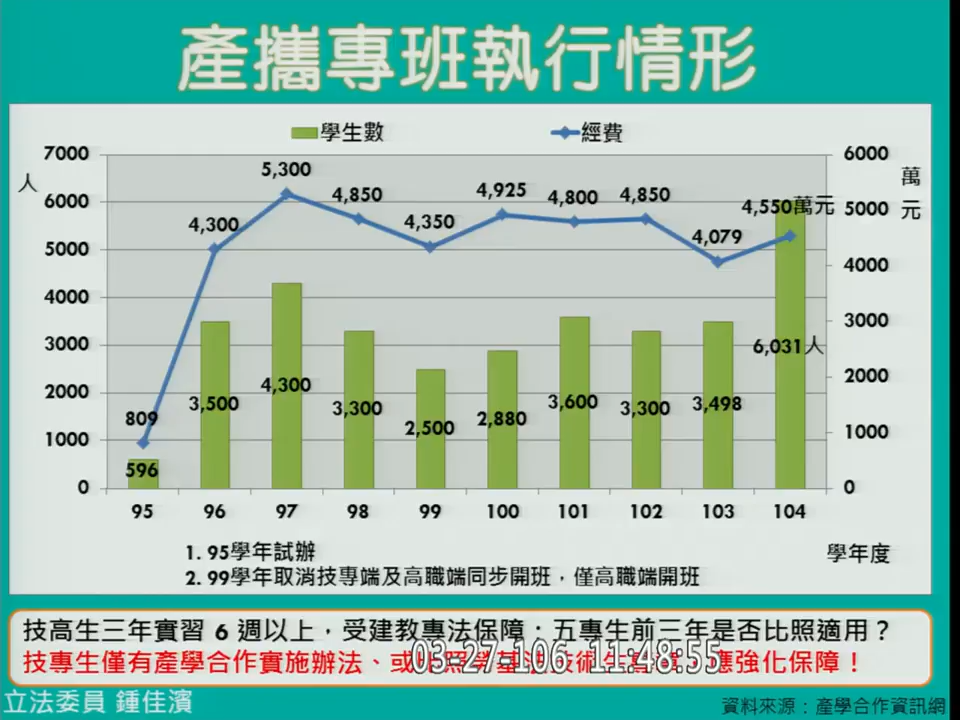 產攜專班執行情形
學生數 經費
7000 6000
人 萬
元
6000 5000
5000 4000
4000 3000
3000 2000
2000 1000
1000 0
0
809 4,300 5,300 4,850 4,350 4,925 4,800 4,850 4,079 4,550萬元
596 3,500 4,300 3,300 2,500 2,880 3,600 3,300 3,498 6,031人
95 96 97 98 99 100 101 102 103 104
學年度
1. 95學年試辦
2. 99學年取消技專端及高職端同步開班，僅高職端開班
技高生三年實習 6 週以上，受建教專法保障；五專生前三年是否比照適用？
技專生僅有產學合作實施辦法、或 應強化保障！
03-27-106 11:48:55
立法委員 鍾佳濱
資料來源：產學合作資訊網